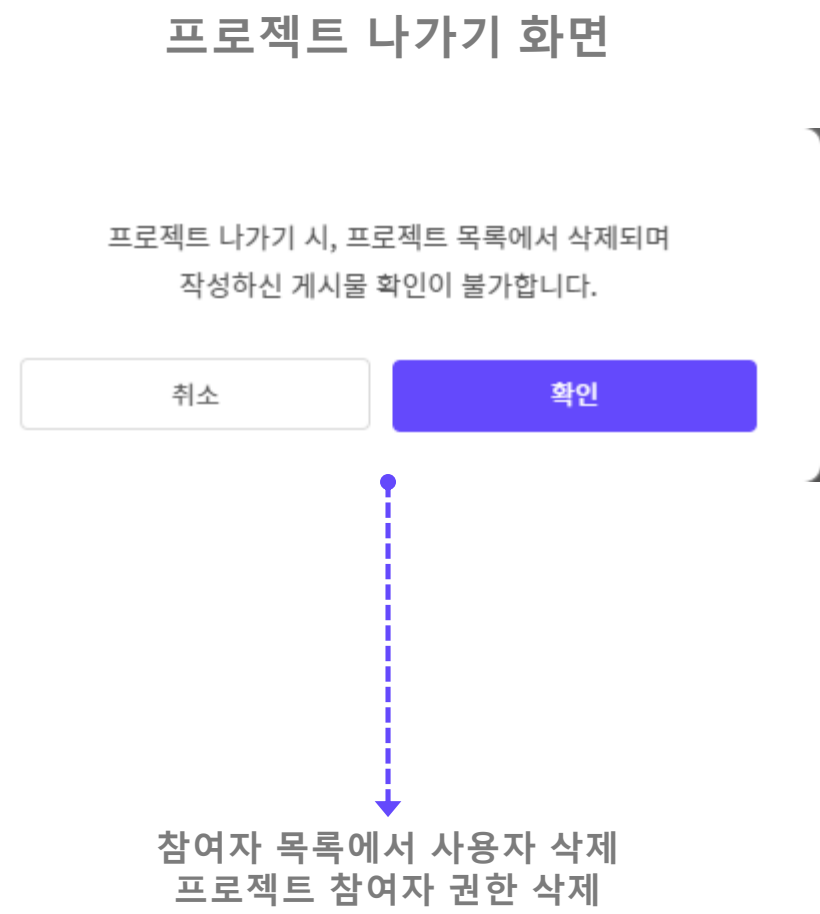 프로젝트 나가기 화면
프로젝트 나가기 시, 프로젝트 목록에서 삭제되며
작성하신 게시물 확인이 불가합니다.
취소
확인
참여자 목록에서 사용자 삭제
프로젝트 참여자 권한 삭제